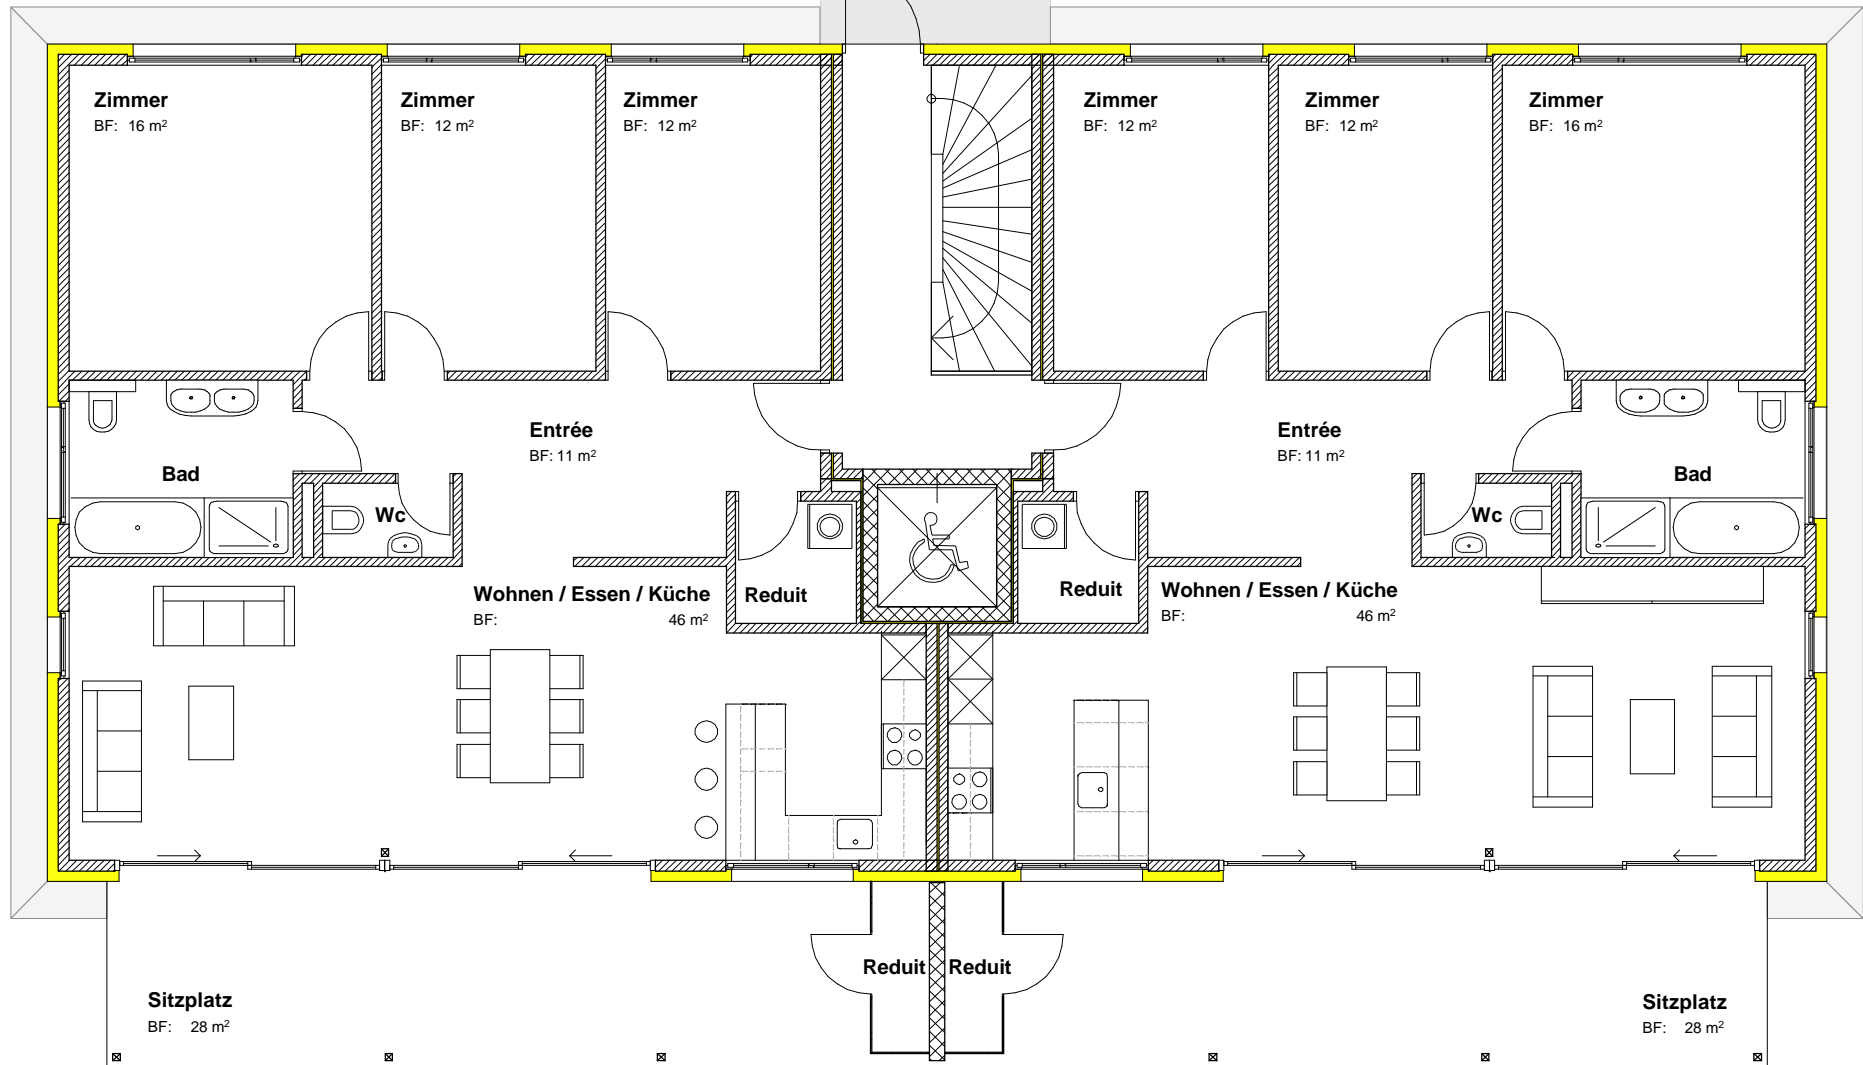 Zimmer
BF: 16 m²
Zimmer
BF: 12 m²
Zimmer
BF: 12 m²
Zimmer
BF: 12 m²
Zimmer
BF: 12 m²
Zimmer
BF: 16 m²
Entrée
BF: 11 m²
Entrée
BF: 11 m²
Bad
Bad
Wc
Wc
Wohnen / Essen / Küche
BF: 46 m²
Reduit
Reduit
Wohnen / Essen / Küche
BF: 46 m²
Reduit
Reduit
Sitzplatz
BF: 28 m²
Sitzplatz
BF: 28 m²